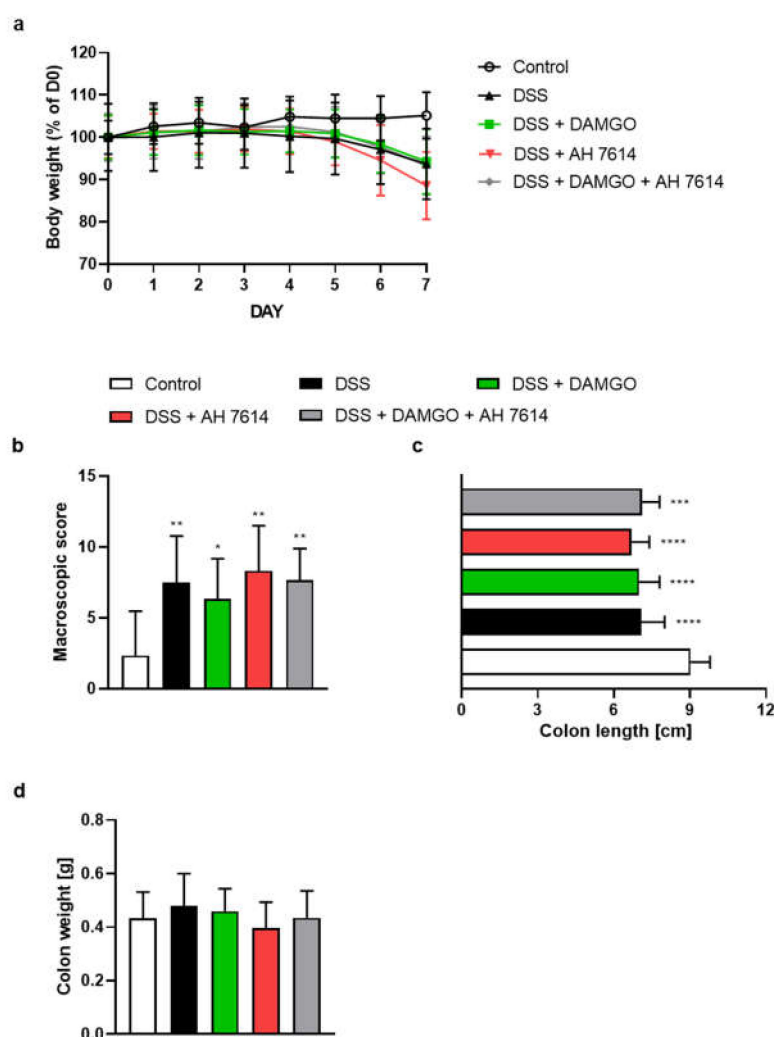 a
Body weight (% of D0)
120
110
100
90
80
70
0 1 2 3 4 5 6 7
DAY
Control
DSS
DSS + DAMGO
DSS + AH 7614
DSS + DAMGO + AH 7614
Control DSS DSS + DAMGO
DSS + AH 7614 DSS + DAMGO + AH 7614
b
Macroscopic score
15
10
5
0
** * ** **
c
***
****
****
****
0 3 6 9 12
Colon length [cm]
d
Colon weight [g]
0.8
0.6
0.4
0.2
0.0